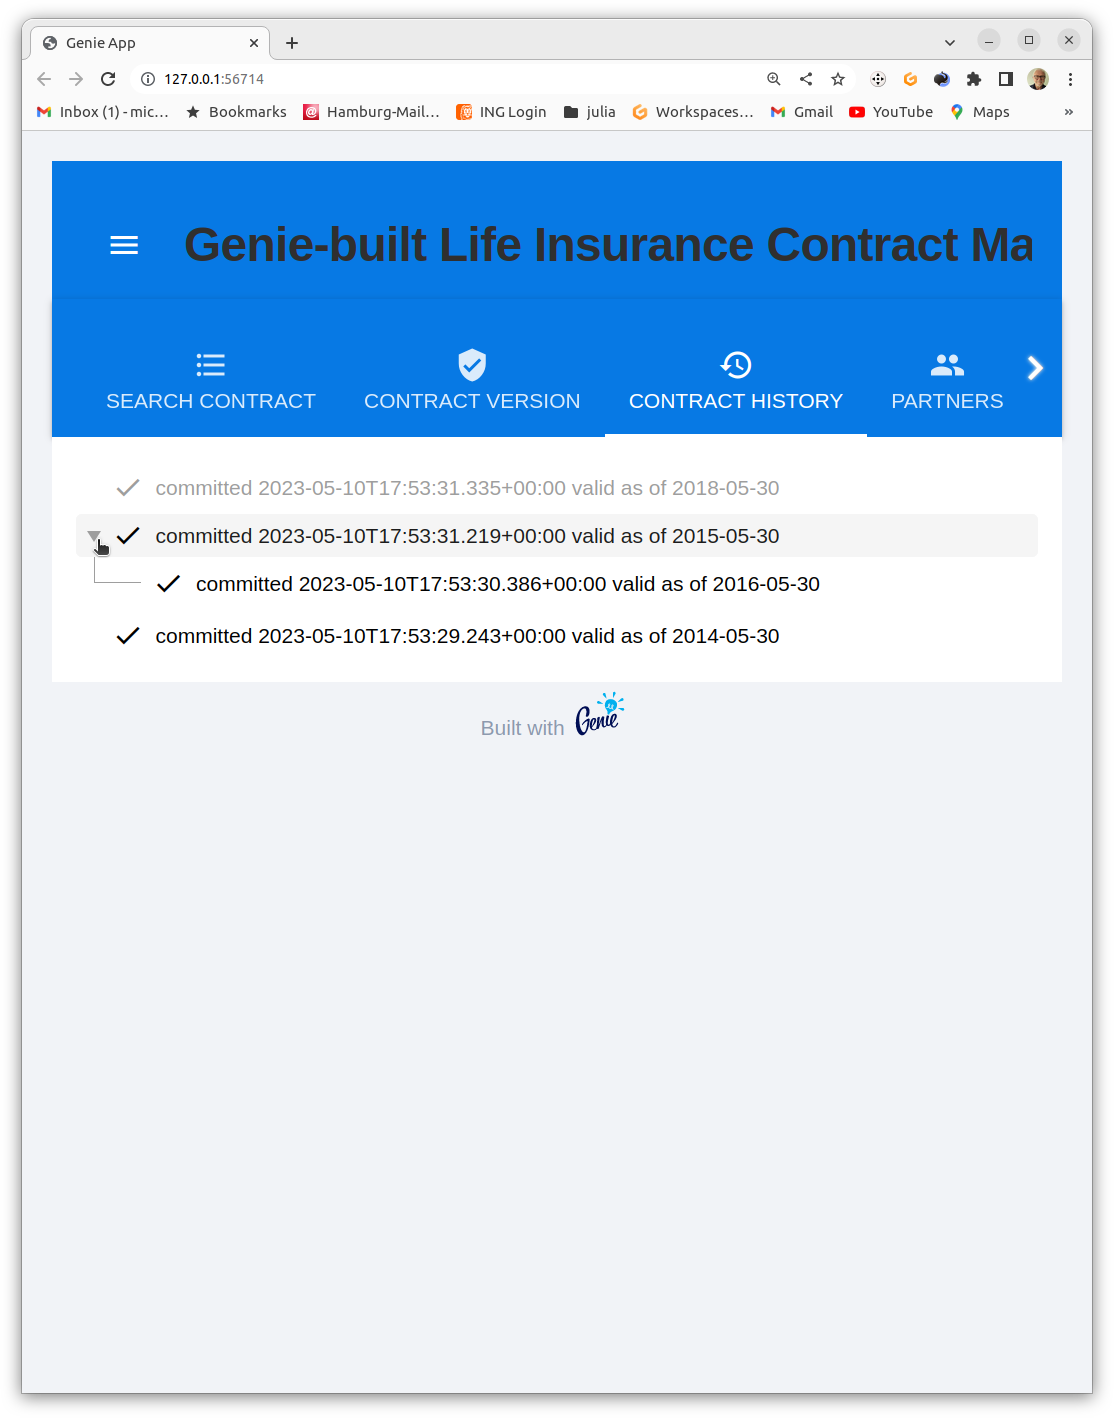 Genie App
127.0.0.1:56714
Inbox (1) - mic... Bookmarks Hamburg-Mail... ING Login julia Workspaces... Gmail YouTube Maps »
Genie-built Life Insurance Contract Ma
SEARCH CONTRACT CONTRACT VERSION CONTRACT HISTORY PARTNERS
committed 2023-05-10T17:53:31.335+00:00 valid as of 2018-05-30
committed 2023-05-10T17:53:31.219+00:00 valid as of 2015-05-30
committed 2023-05-10T17:53:30.386+00:00 valid as of 2016-05-30
committed 2023-05-10T17:53:29.243+00:00 valid as of 2014-05-30
Built with Genie